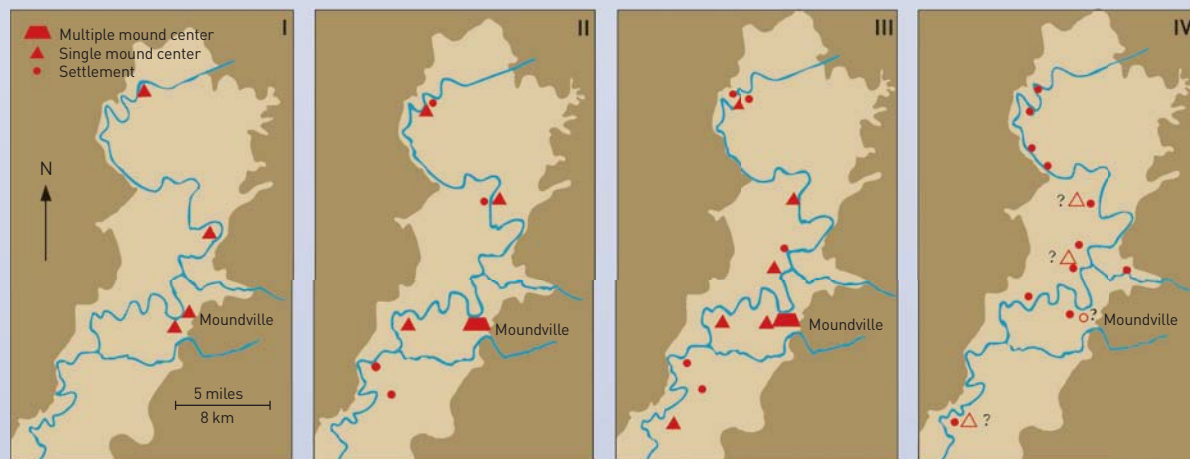 I
Multiple mound center
Single mound center
Settlement
N
Moundville
5 miles
8 km
II
Moundville
III
Moundville
IV
?
?
?
Moundville
?